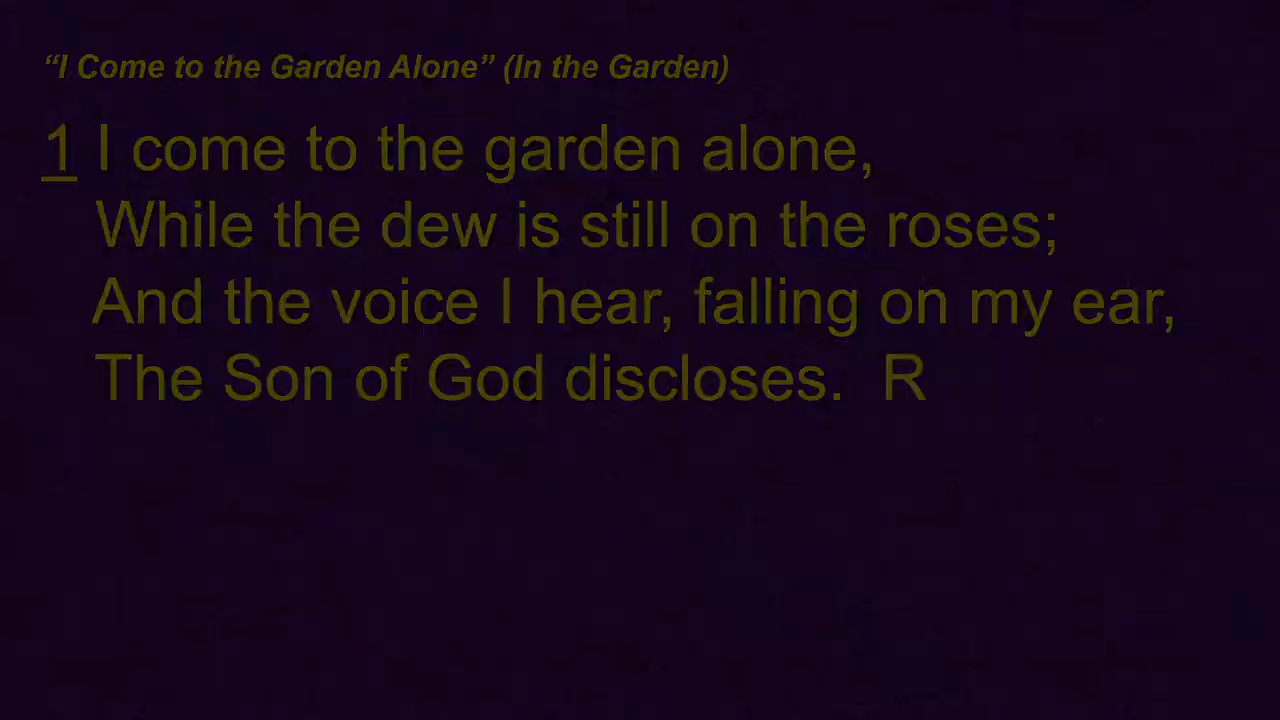 “I Come to the Garden Alone” (In the Garden)
1 I come to the garden alone,
While the dew is still on the roses;
And the voice I hear, falling on my ear,
The Son of God discloses.  R